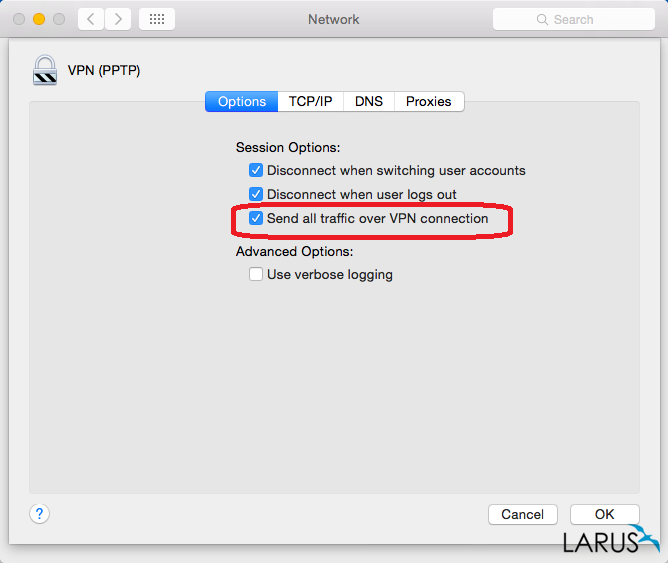 Network
Search
VPN (PPTP)
Options TCP/IP DNS Proxies
Session Options:
Disconnect when switching user accounts
Disconnect when user logs out
Send all traffic over VPN connection
Advanced Options:
Use verbose logging
?
Cancel OK
LARUS